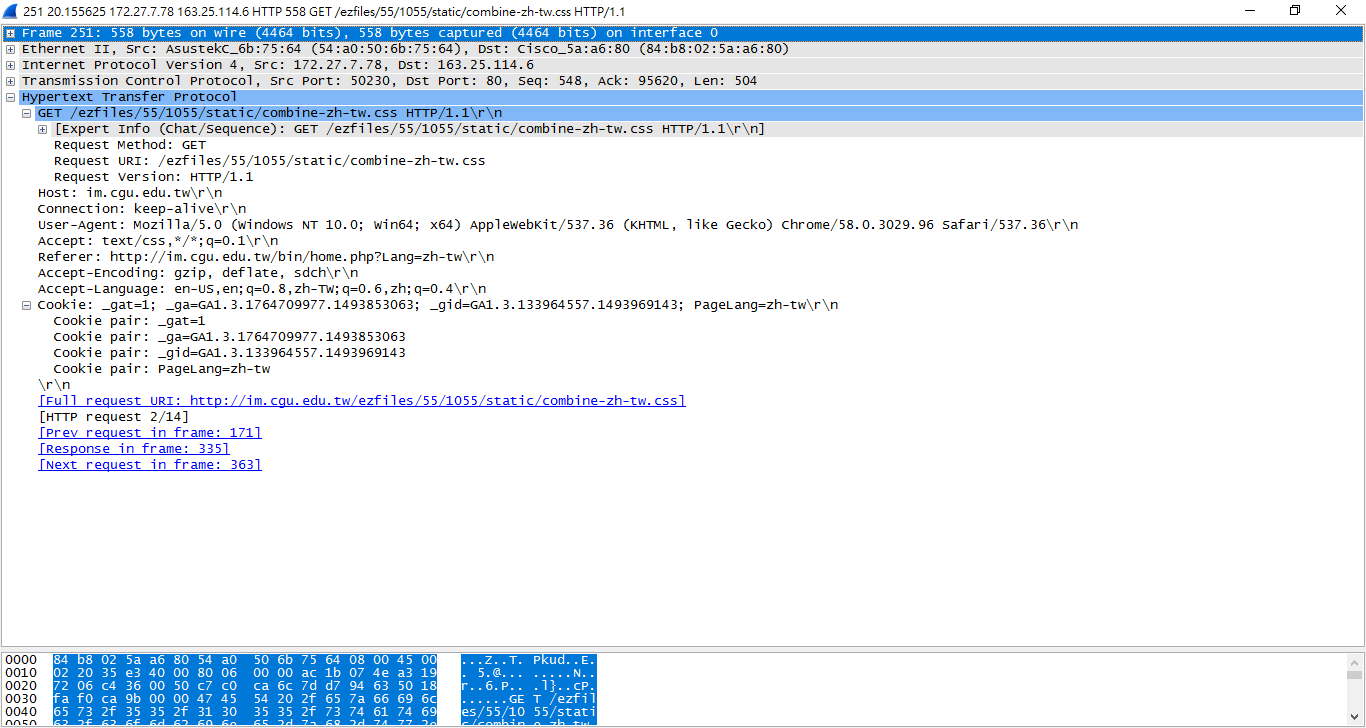 251 20.155625 172.27.7.78 163.25.114.6 HTTP 558 GET /ezfiles/55/1055/static/combine-zh-tw.css HTTP/1.1
Frame 251: 558 bytes on wire (4464 bits), 558 bytes captured (4464 bits) on interface 0
Ethernet II, Src: AsustekC_6b:75:64 (54:a0:50:6b:75:64), Dst: Cisco_5a:a6:80 (84:b8:02:5a:a6:80)
Internet Protocol Version 4, Src: 172.27.7.78, Dst: 163.25.114.6
Transmission Control Protocol, Src Port: 50230, Dst Port: 80, Seq: 548, Ack: 95620, Len: 504
Hypertext Transfer Protocol
GET /ezfiles/55/1055/static/combine-zh-tw.css HTTP/1.1\r\n
[Expert Info (Chat/Sequence): GET /ezfiles/55/1055/static/combine-zh-tw.css HTTP/1.1\r\n]
Request Method: GET
Request URI: /ezfiles/55/1055/static/combine-zh-tw.css
Request Version: HTTP/1.1
Host: im.cgu.edu.tw\r\n
Connection: keep-alive\r\n
User-Agent: Mozilla/5.0 (Windows NT 10.0; Win64; x64) AppleWebKit/537.36 (KHTML, like Gecko) Chrome/58.0.3029.96 Safari/537.36\r\n
Accept: text/css,*/*;q=0.1\r\n
Referer: http://im.cgu.edu.tw/bin/home.php?Lang=zh-tw\r\n
Accept-Encoding: gzip, deflate, sdch\r\n
Accept-Language: en-US,en;q=0.8,zh-TW;q=0.6,zh;q=0.4\r\n
Cookie: _gat=1; _ga=GA1.3.1764709977.1493853063; _gid=GA1.3.133964557.1493969143; PageLang=zh-tw\r\n
Cookie pair: _gat=1
Cookie pair: _ga=GA1.3.1764709977.1493853063
Cookie pair: _gid=GA1.3.133964557.1493969143
Cookie pair: PageLang=zh-tw
\r\n
[Full request URI: http://im.cgu.edu.tw/ezfiles/55/1055/static/combine-zh-tw.css]
[HTTP request 2/14]
[Prev request in frame: 171]
[Response in frame: 335]
[Next request in frame: 363]
0000 84 b8 02 5a a6 80 54 a0 50 6b 75 64 08 00 45 00 ...Z..T. Pkud..E.
0010 02 20 35 e3 40 00 80 06 00 00 ac 1b 07 4e a3 19 . 5.@... .....N..
0020 72 06 c4 36 00 50 c7 c0 ca 6c 7d d7 94 63 50 18 r..6.P.. .l}..cP.
0030 fa f0 ca 9b 00 00 47 45 54 20 2f 65 7a 66 69 6c ......GE T /ezfil
0040 65 73 2f 35 35 2f 31 30 35 35 2f 73 74 61 74 69 es/55/10 55/stati
0050 63 2f 63 6f 6d 62 69 6e 65 2d 7a 68 2d 74 77 2e c/combin e-zh-tw.